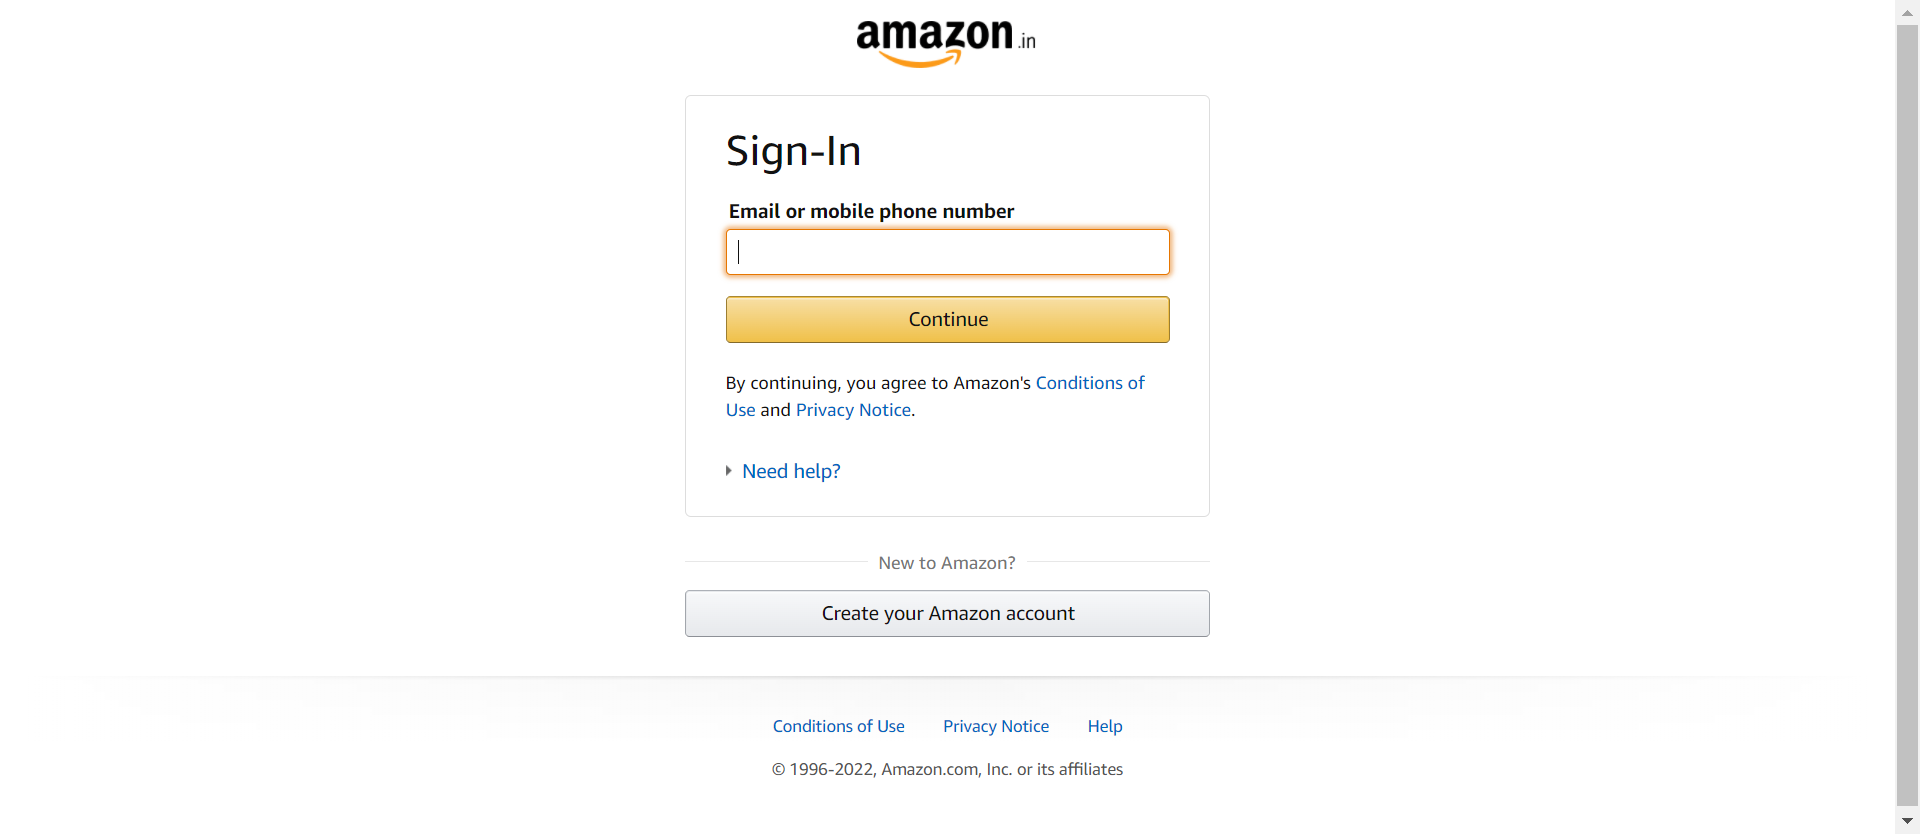 amazon.in
Sign-In
Email or mobile phone number
Continue
By continuing, you agree to Amazon's Conditions of
Use and Privacy Notice.
Need help?
New to Amazon?
Create your Amazon account
Conditions of Use Privacy Notice Help
© 1996-2022, Amazon.com, Inc. or its affiliates